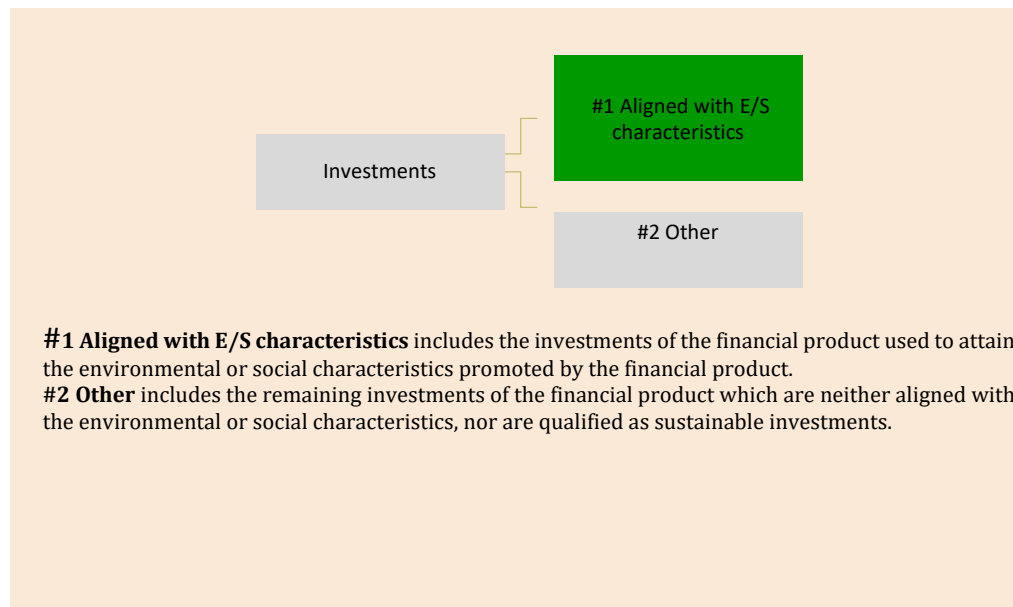 #1 Aligned with E/S
characteristics
Investments
#2 Other
#1 Aligned with E/S characteristics includes the investments of the financial product used to attain
the environmental or social characteristics promoted by the financial product.
#2 Other includes the remaining investments of the financial product which are neither aligned with
the environmental or social characteristics, nor are qualified as sustainable investments.